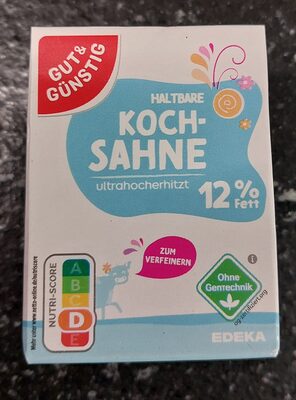 GUT&
GÜNSTIG
HALTBARE
KOCH-
SAHNE
ultrahocherhitzt
12%
Fett
ZUM
VERFEINERN
NUTRI-SCORE
A
B
C
D
E
Ohne
Gentechnik
EDEKA